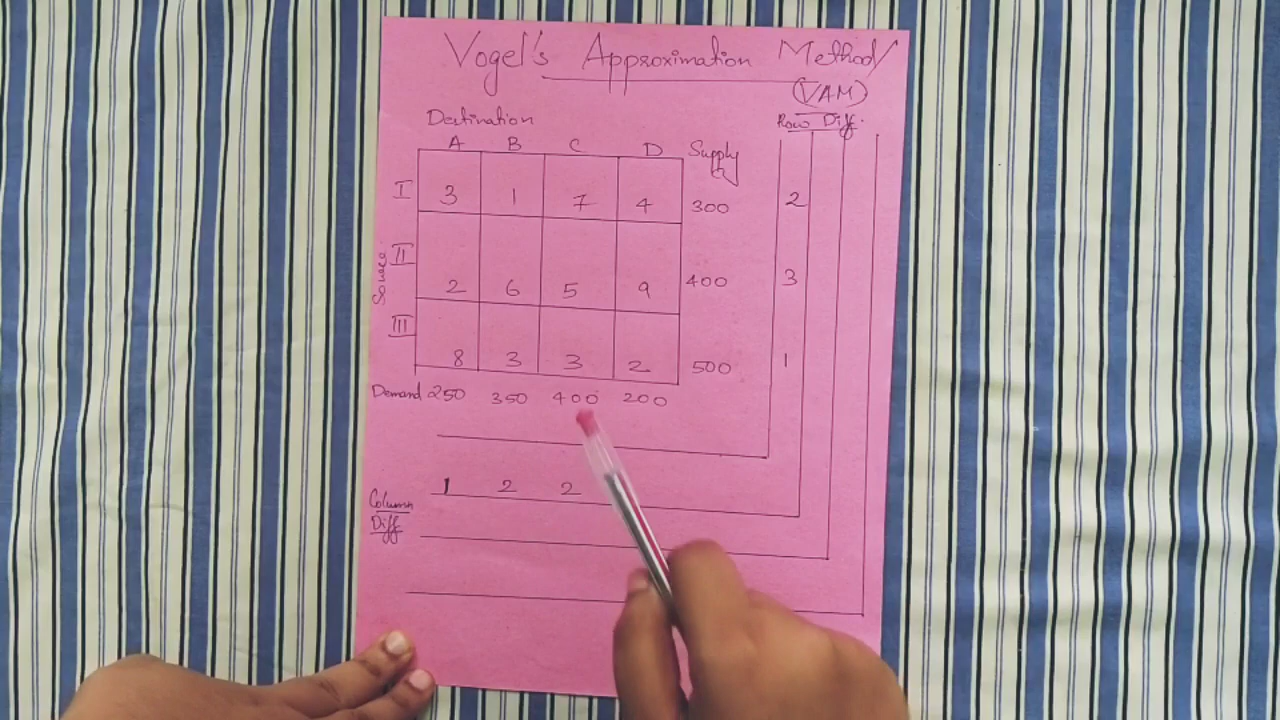 Vogel's Approximation Method
(VAM)
Destination
Row Diff.
A B C D Supply
I 3 1 7 4 300 2
II 2 6 5 9 400 3
III 8 3 3 2 500 1
Demand 250 350 400 200
1 2 2
Column
Diff